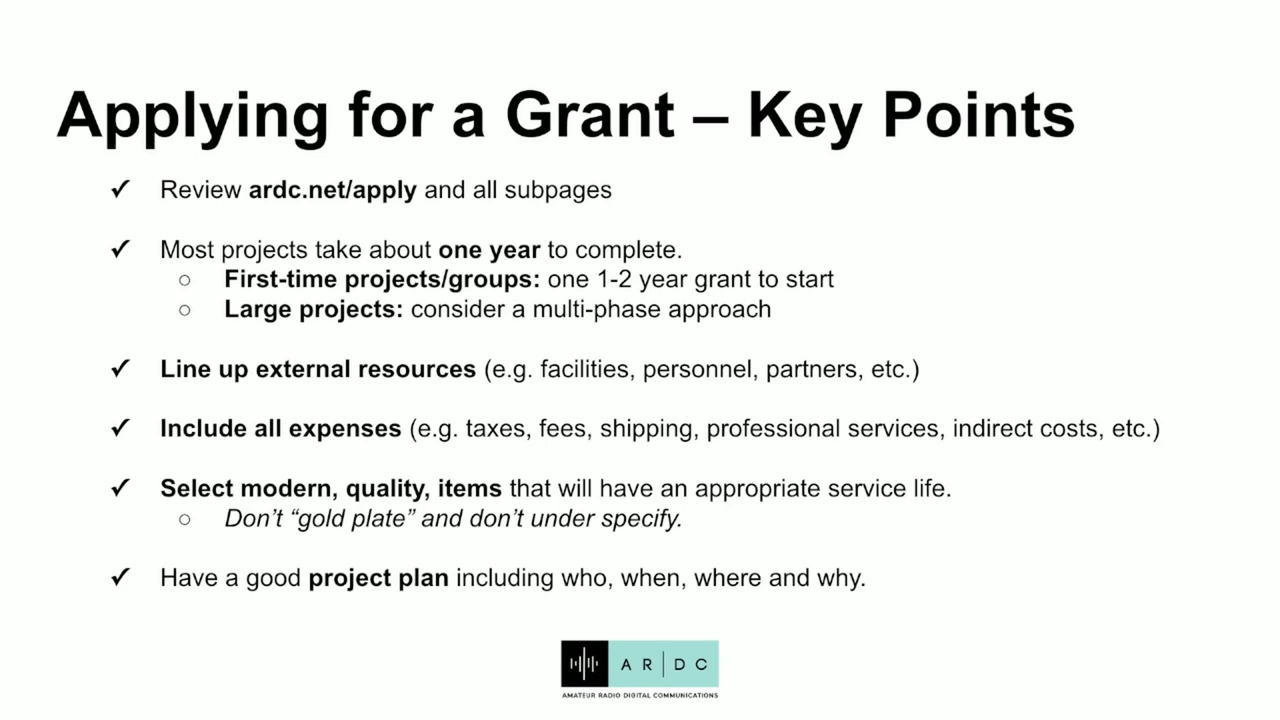 Applying for a Grant – Key Points
✓ Review ardc.net/apply and all subpages
✓ Most projects take about one year to complete.
○ First-time projects/groups: one 1-2 year grant to start
○ Large projects: consider a multi-phase approach
✓ Line up external resources (e.g. facilities, personnel, partners, etc.)
✓ Include all expenses (e.g. taxes, fees, shipping, professional services, indirect costs, etc.)
✓ Select modern, quality, items that will have an appropriate service life.
○ Don’t “gold plate” and don’t under specify.
✓ Have a good project plan including who, when, where and why.
AR|DC
AMATEUR RADIO DIGITAL COMMUNICATIONS